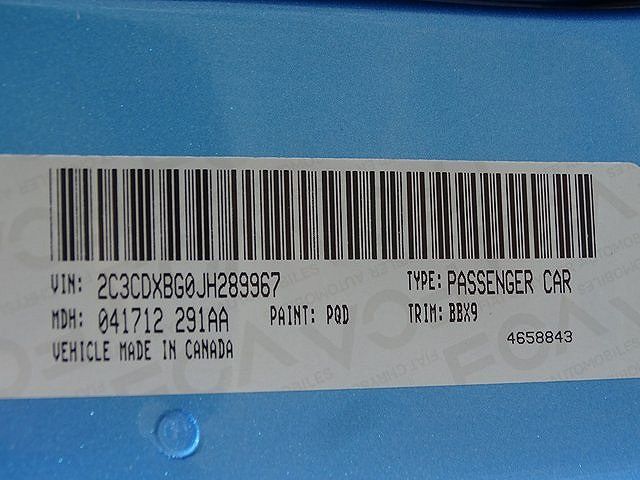 VIN: 2C3CDXBG0JH289967 TYPE: PASSENGER CAR
MDH: 041712 291AA PAINT: PQD TRIM: BBX9
VEHICLE MADE IN CANADA 4658843